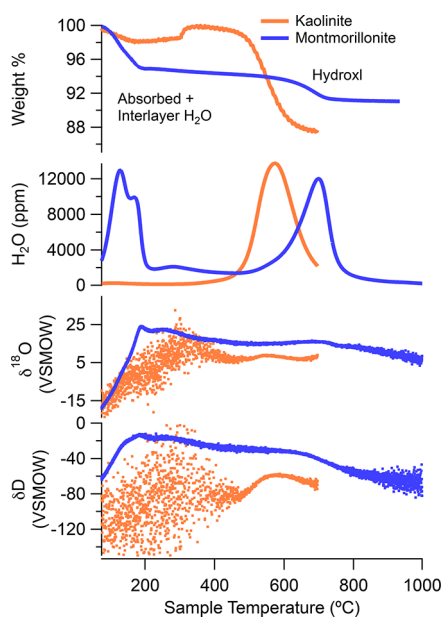 Kaolinite
Montmorillonite
Weight %
100
96
92
88
Hydroxl
Absorbed +
Interlayer H₂O
H₂O (ppm)
12000
8000
4000
0
δ¹⁸O
(VSMOW)
25
5
-15
δD
(VSMOW)
0
-40
-80
-120
200 400 600 800 1000
Sample Temperature (ºC)